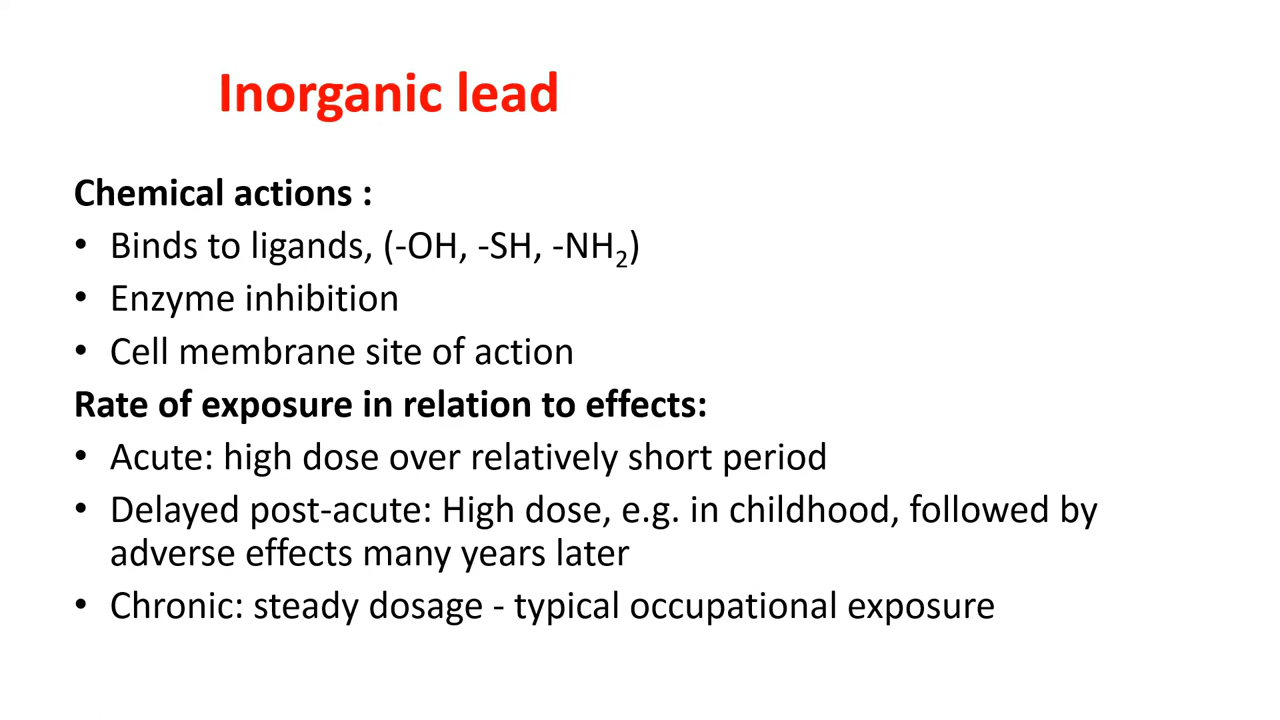 Inorganic lead
Chemical actions :
• Binds to ligands, (-OH, -SH, -NH₂)
• Enzyme inhibition
• Cell membrane site of action
Rate of exposure in relation to effects:
• Acute: high dose over relatively short period
• Delayed post-acute: High dose, e.g. in childhood, followed by
adverse effects many years later
• Chronic: steady dosage - typical occupational exposure